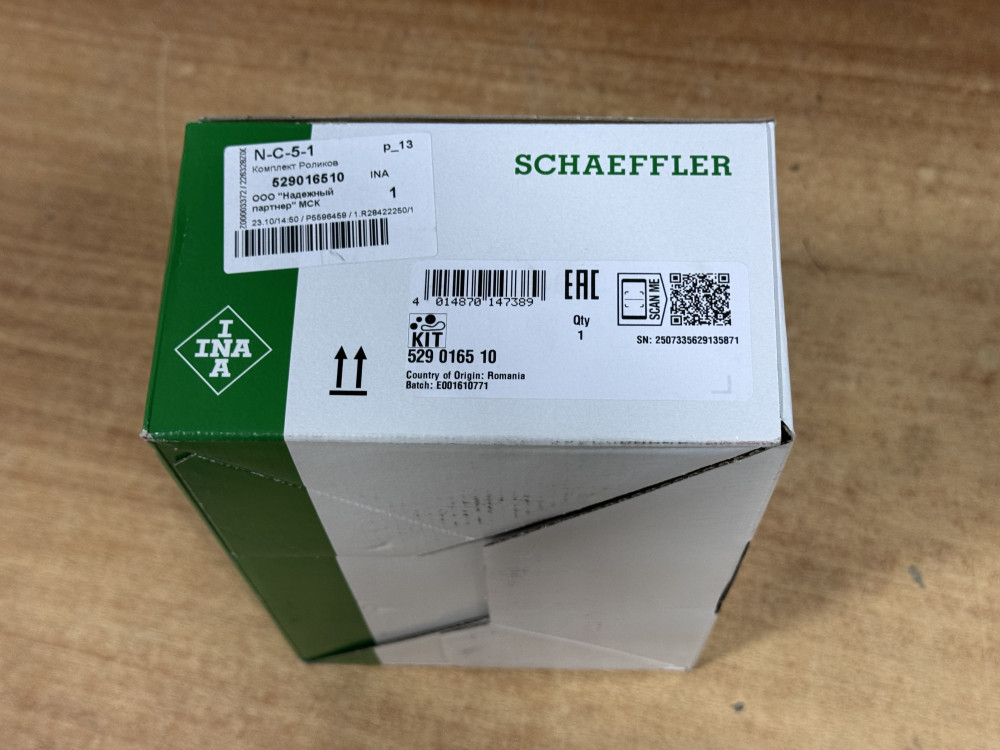 N-C-5-1
p_13
Комплект Роликов
529016510
INA
ООО "Надежный
партнер" МСК
1
23.10/14:50 / P5596459 / 1.R28422250/1
SCHAEFFLER
4 014870 147389
EAC
SCAN ME
Qty
1
SN: 2507335629135871
KIT
529 0165 10
Country of Origin: Romania
Batch: E001610771
INA
INA